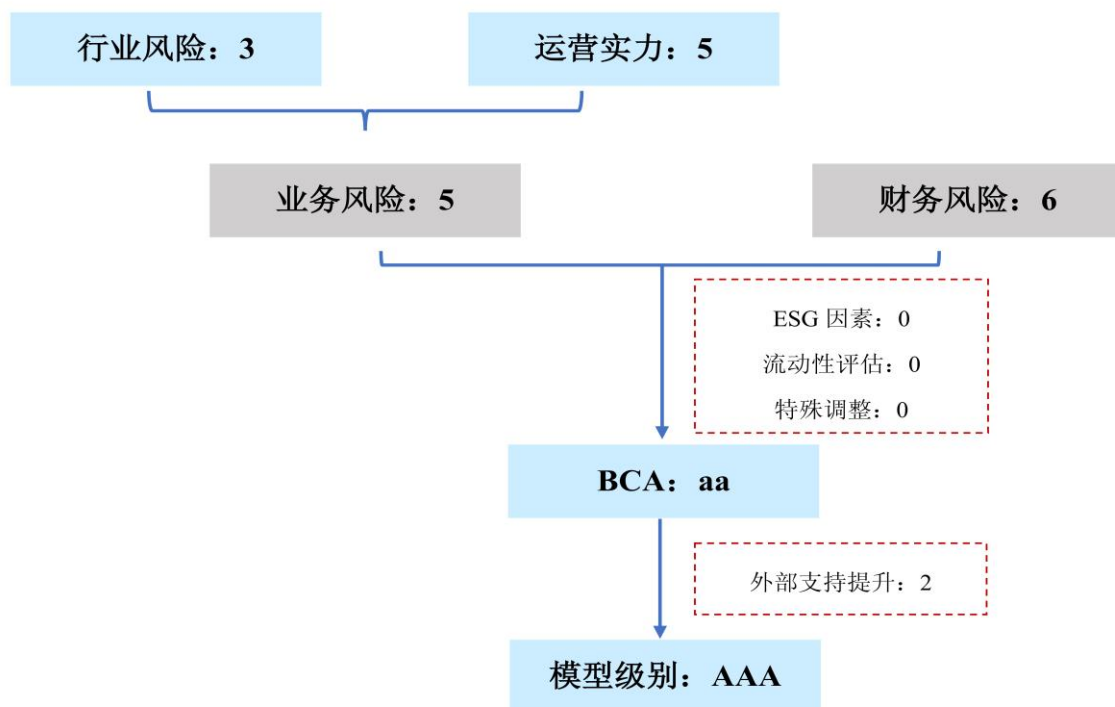 行业风险：3
运营实力：5
业务风险：5
财务风险：6
ESG 因素：0
流动性评估：0
特殊调整：0
BCA：aa
外部支持提升：2
模型级别：AAA